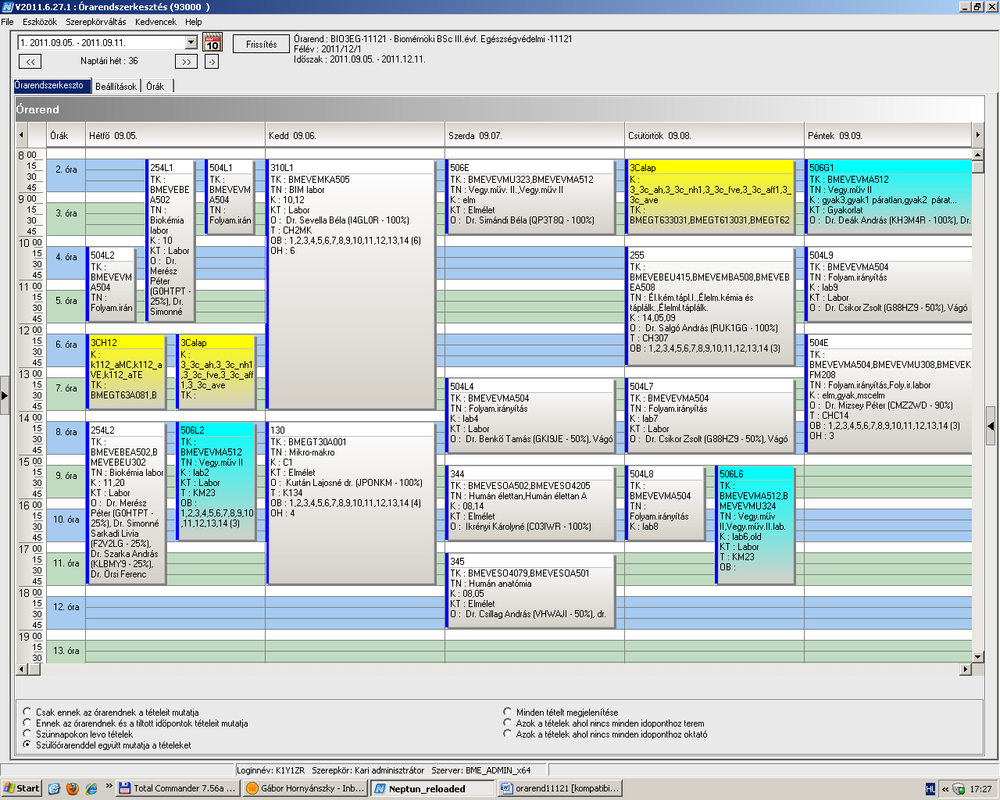 V2011.6.27.1 : Órarendszerkesztés (93000  )
File Eszközök Szerepkörváltás Kedvencek Help
1. 2011.09.05. - 2011.09.11.
10
Frissítés
<< Naptári hét : 36 >> ->
Órarend : BIO3EG-11121 - Biomérnöki BSc III.évf. Egészségvédelmi -11121
Félév : 2011/12/1
Időszak : 2011.09.05. - 2011.12.11.
Órarendszerkeszto Beállítások Órák
Órarend
Órák Hétfő 09.05. Kedd 09.06. Szerda 09.07. Csütörtök 09.08. Péntek 09.09.
8 00
15
30
45
9 00
15
30
45
10 00
15
30
45
11 00
15
30
45
12 00
15
30
45
13 00
15
30
45
14 00
15
30
45
15 00
15
30
45
16 00
15
30
45
17 00
15
30
45
18 00
15
30
45
19 00
15
30
2. óra
3. óra
4. óra
5. óra
6. óra
7. óra
8. óra
9. óra
10. óra
11. óra
12. óra
13. óra
254L1
TK :
BMEVEBE
A502
TN :
Biokémia
labor
K : 10
KT : Labor
O :  Dr.
Merész
Péter
(G0HTPT -
25%), Dr.
Simonné
504L1
TK :
BMEVEVM
A504
TN :
Folyam.irán
504L2
TK :
BMEVEVM
A504
TN :
Folyam.irán
3CH12
K :
k112_aMC,k112_a
VE,k112_aTE
TK :
BMEGT63A081,B
3Calap
K :
3_3c_ah,3_3c_nh1
,3_3c_fve,3_3c_aff
1,3_3c_ave
TK :
254L2
TK :
BMEVEBEA502,B
MEVEBEU302
TN : Biokémia labor
K : 11,20
KT : Labor
O :  Dr. Merész
Péter (G0HTPT -
25%), Dr. Simonné
Sarkadi Livia
(F2V2LG - 25%),
Dr. Szarka András
(KLBMY9 - 25%),
Dr. Örsi Ferenc
506L2
TK :
BMEVEVMA512
TN : Vegy.műv II
K : lab2
KT : Labor
T : KM23
OB :
1,2,3,4,5,6,7,8,9,10
,11,12,13,14 (3)
310L1
TK : BMEVEMKA505
TN : BIM labor
K : 10,12
KT : Labor
O :  Dr. Sevella Béla (I4GL0R - 100%)
T : CH2MK
OB : 1,2,3,4,5,6,7,8,9,10,11,12,13,14 (6)
OH : 6
130
TK : BMEGT30A001
TN : Mikro-makro
K : C1
KT : Elmélet
O :  Kurtán Lajosné dr. (JPONKM - 100%)
T : K134
OB : 1,2,3,4,5,6,7,8,9,10,11,12,13,14 (4)
OH : 4
506E
TK : BMEVEVMU323,BMEVEVMA512
TN : Vegy.műv. II.,Vegy.műv II
K : elm
KT : Elmélet
O :  Dr. Simándi Béla (QP3T8Q - 100%)
504L4
TK : BMEVEVMA504
TN : Folyam.irányítás
K : lab4
KT : Labor
O :  Dr. Benkő Tamás (GKI9JE - 50%), Vágó
344
TK : BMEVESOA502,BMEVESO4205
TN : Humán élettan,Humán élettan A
K : 08,14
KT : Elmélet
O :  Ikrényi Károlyné (C03IWR - 100%)
345
TK : BMEVESO4079,BMEVESOA501
TN : Humán anatómia
K : 08,05
KT : Elmélet
O :  Dr. Csillag András (VHWAJI - 50%), dr.
3Calap
K :
3_3c_ah,3_3c_nh1,3_3c_fve,3_3c_aff1,3_
3c_ave
TK :
BMEGT633031,BMEGT613031,BMEGT62
255
TK :
BMEVEBEU415,BMEVEMBA508,BMEVEB
EA508
TN : Él.kém.tápl.I.,Élelm.kémia és
táplálk.,Élelml.táplálk.
K : 14,05,09
O :  Dr. Salgó András (RUK1GG - 100%)
T : CH307
OB : 1,2,3,4,5,6,7,8,9,10,11,12,13,14 (3)
504L7
TK : BMEVEVMA504
TN : Folyam.irányítás
K : lab7
KT : Labor
O :  Dr. Csikor Zsolt (G88HZ9 - 50%), Vágó
504L8
TK :
BMEVEVMA504
TN :
Folyam.irányítás
K : lab8
506L6
TK :
BMEVEVMA512,B
MEVEVMU324
TN : Vegy.műv
II,Vegy.műv.II.lab.
K : lab6,old
KT : Labor
T : KM23
OB :
506G1
TK : BMEVEVMA512
TN : Vegy.műv II
K : gyak3,gyak1 páratlan,gyak2  párat...
KT : Gyakorlat
O :  Dr. Deák András (KH3M4R - 100%), Dr.
504L9
TK : BMEVEVMA504
TN : Folyam.irányítás
K : lab9
KT : Labor
O :  Dr. Csikor Zsolt (G88HZ9 - 50%), Vágó
504E
TK :
BMEVEVMA504,BMEVEVMU308,BMEVEK
FM208
TN : Folyam.irányítás,Foly.ir.labor
K : elm,gyak,mscelm
O :  Dr. Mizsey Péter (CMZ2WD - 90%)
T : CHC14
OB : 1,2,3,4,5,6,7,8,9,10,11,12,13,14 (3)
OH : 3
Csak ennek az órarendnek a tételeit mutatja
Ennek az órarendnek és a tiltott időpontok tételeit mutatja
Szünnapokon levo tételek
Szülőórarenddel együtt mutatja a tételeket
Minden tételt megjelenítése
Azok a tételek ahol nincs minden idoponthoz terem
Azok a tételek ahol nincs minden idoponthoz oktató
Loginnév: K1Y1ZR Szerepkör: Kari adminisztrátor Szerver: BME_ADMIN_x64
Start » Total Commander 7.56a ... Gábor Hornyánszky - Inb... Neptun_reloaded orarend11121 [kompatibi... HU « 17:27